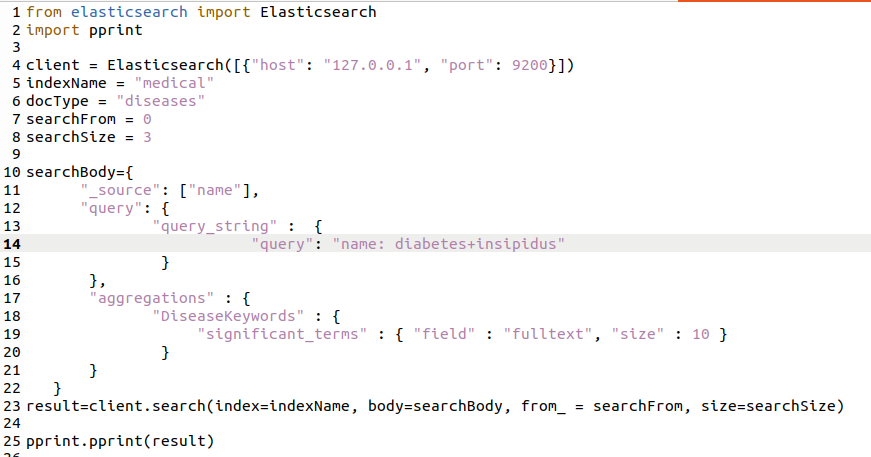 1 from elasticsearch import Elasticsearch
2 import pprint
3
4 client = Elasticsearch([{"host": "127.0.0.1", "port": 9200}])
5 indexName = "medical"
6 docType = "diseases"
7 searchFrom = 0
8 searchSize = 3
9
10 searchBody={
11       "_source": ["name"],
12       "query": {
13               "query_string" :  {
14                          "query": "name: diabetes+insipidus"
15                }
16        },
17        "aggregations" : {
18               "DiseaseKeywords" : {
19                    "significant_terms" : { "field" : "fulltext", "size" : 10 }
20                }
21        }
22    }
23 result=client.search(index=indexName, body=searchBody, from_ = searchFrom, size=searchSize)
24
25 pprint.pprint(result)